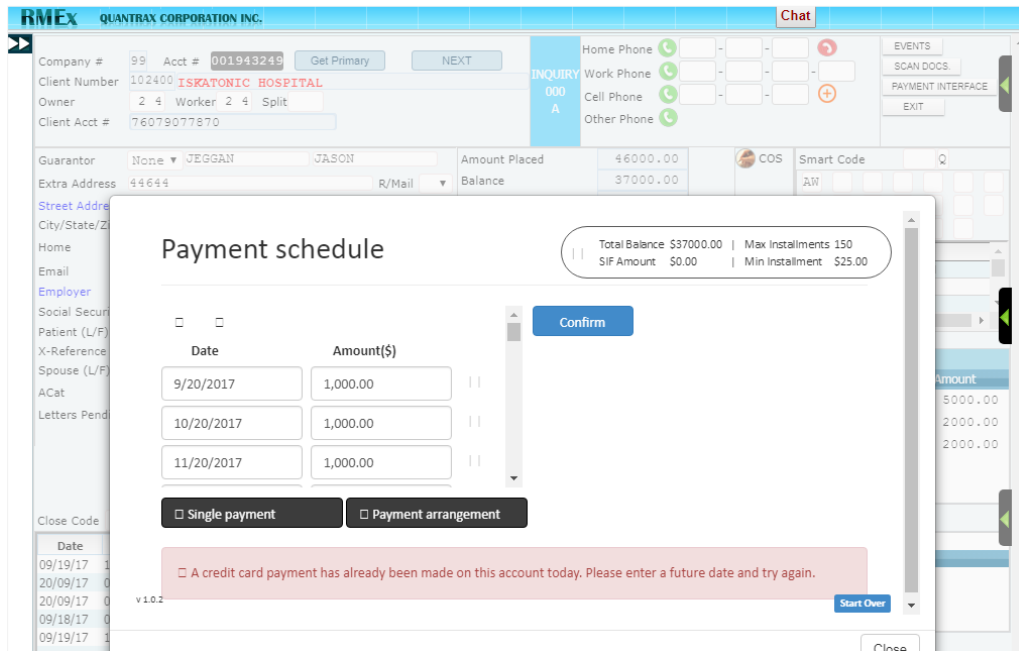 RMEx QUANTRAX CORPORATION INC. Chat
Company # 99 Acct # 001943249 Get Primary NEXT
Client Number 102400 ISKATONIC HOSPITAL
Owner 2 4 Worker 2 4 Split
Client Acct # 76079077870
INQUIRY
000
A
Home Phone - -
Work Phone - - -
Cell Phone - -
Other Phone
EVENTS
SCAN DOCS.
PAYMENT INTERFACE
EXIT
Guarantor None JEGGAN JASON Amount Placed 46000.00 COS Smart Code Q
Extra Address 44644 R/Mail Balance 37000.00 AW
Street Addre
City/State/Zi
Home
Email
Employer
Social Securi
Patient (L/F)
X-Reference
Spouse (L/F)
ACat
Letters Pend
Close Code
Date
09/19/17 1
20/09/17 0
20/09/17 0
09/18/17 0
09/19/17 1
Amount
5000.00
2000.00
2000.00
Payment schedule
Total Balance $37000.00 | Max Installments 150
SIF Amount $0.00 | Min Installment $25.00
Confirm
Date Amount($)
9/20/2017 1,000.00
10/20/2017 1,000.00
11/20/2017 1,000.00
Single payment Payment arrangement
A credit card payment has already been made on this account today. Please enter a future date and try again.
v 1.0.2
Start Over
Close